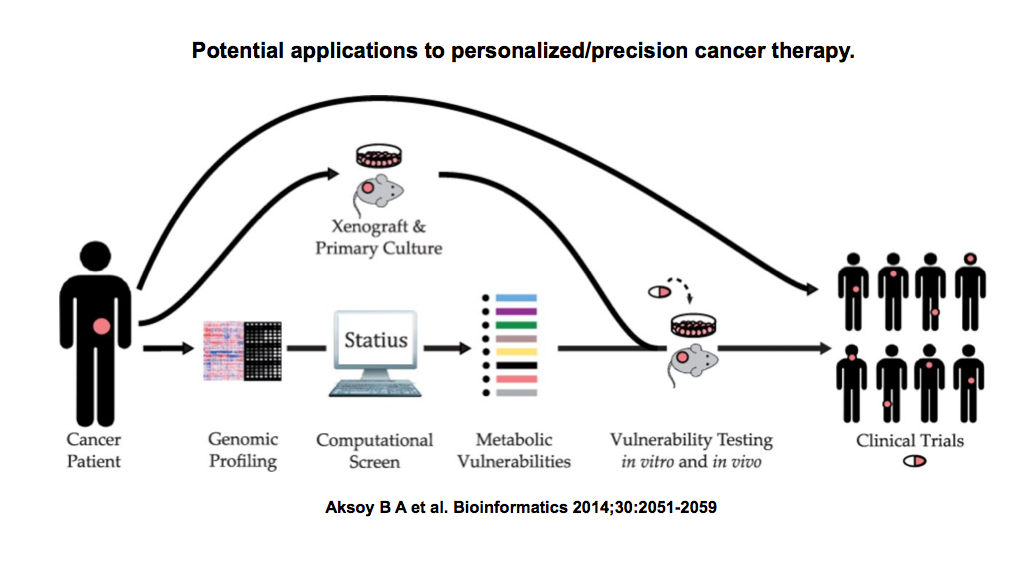 Potential applications to personalized/precision cancer therapy.
Xenograft &
Primary Culture
Statius
Cancer
Patient
Genomic
Profiling
Computational
Screen
Metabolic
Vulnerabilities
Vulnerability Testing
in vitro and in vivo
Clinical Trials
Aksoy B A et al. Bioinformatics 2014;30:2051-2059